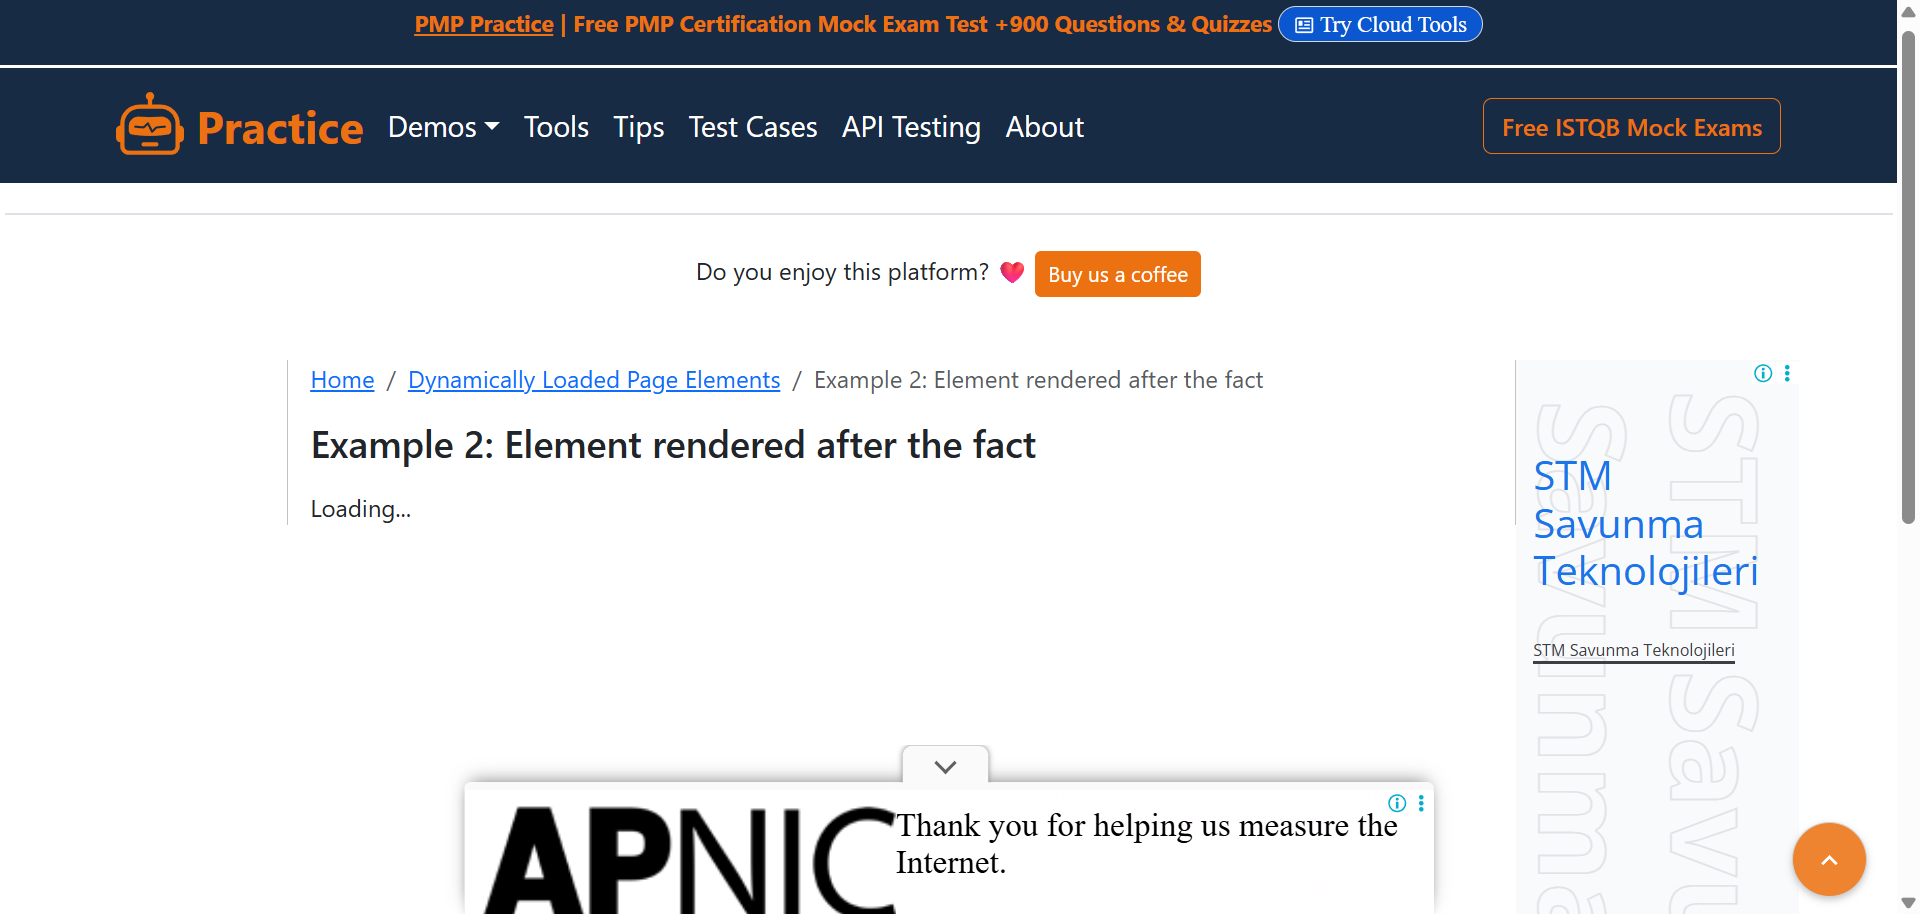 PMP Practice | Free PMP Certification Mock Exam Test +900 Questions & Quizzes Try Cloud Tools
Practice Demos Tools Tips Test Cases API Testing About Free ISTQB Mock Exams
Do you enjoy this platform? Buy us a coffee
Home / Dynamically Loaded Page Elements / Example 2: Element rendered after the fact
Example 2: Element rendered after the fact
Loading...
STM
Savunma
Teknolojileri
STM Savunma Teknolojileri
STM Savu
Savunma
APNIC
Thank you for helping us measure the
Internet.